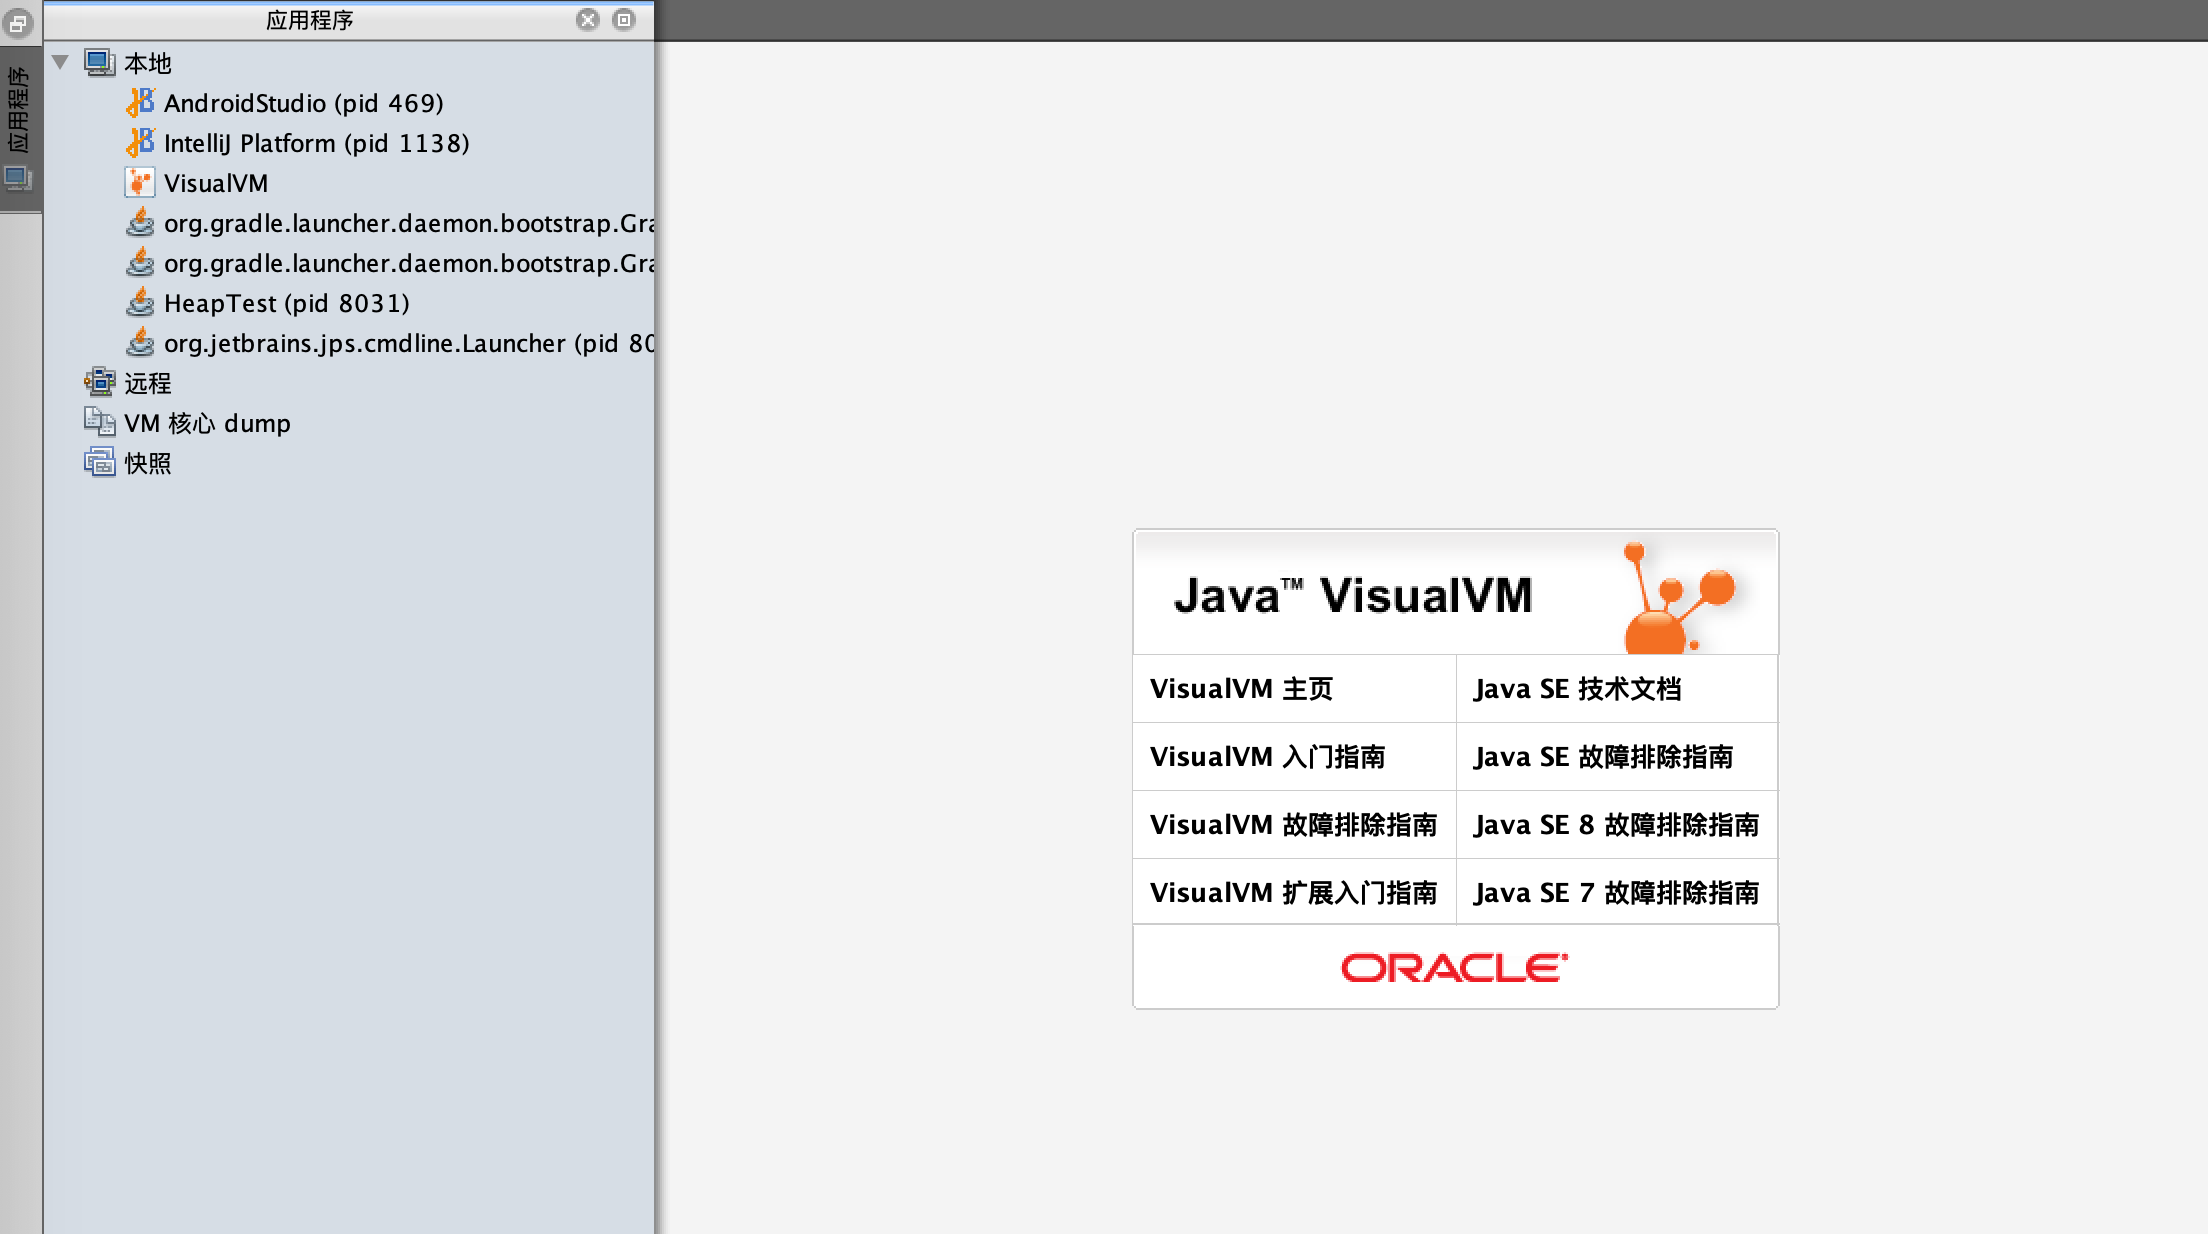 应用程序
应用程序
本地
AndroidStudio (pid 469)
IntelliJ Platform (pid 1138)
VisualVM
org.gradle.launcher.daemon.bootstrap.Gra
org.gradle.launcher.daemon.bootstrap.Gra
HeapTest (pid 8031)
org.jetbrains.jps.cmdline.Launcher (pid 80
远程
VM 核心 dump
快照
Java™ VisualVM
VisualVM 主页
Java SE 技术文档
VisualVM 入门指南
Java SE 故障排除指南
VisualVM 故障排除指南
Java SE 8 故障排除指南
VisualVM 扩展入门指南
Java SE 7 故障排除指南
ORACLE